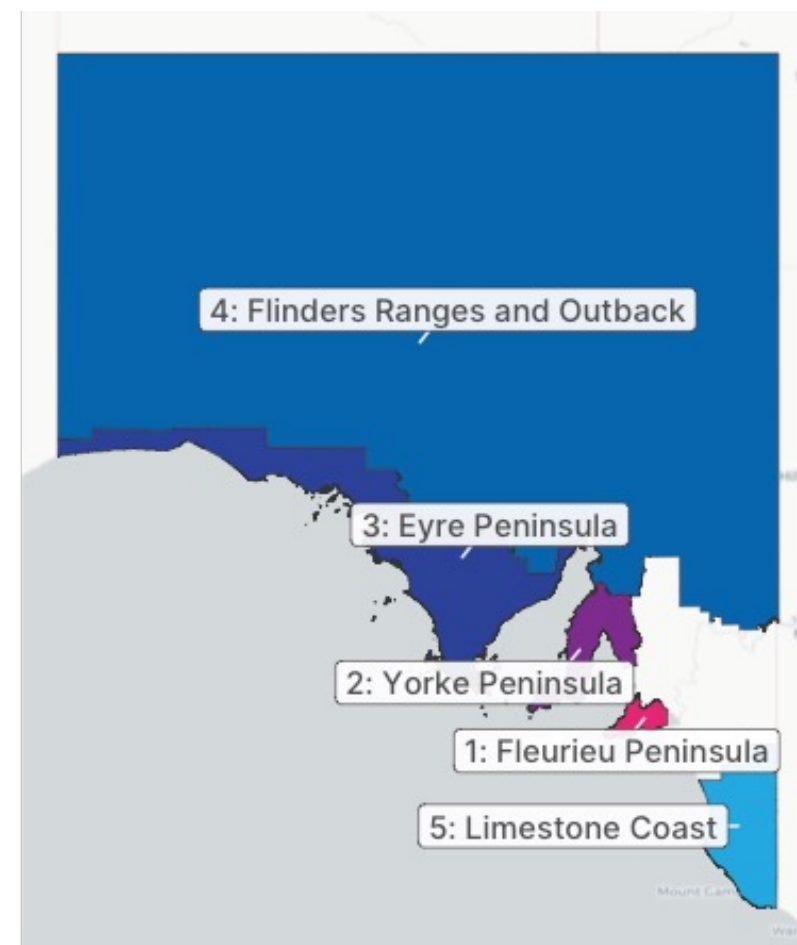 4: Flinders Ranges and Outback
3: Eyre Peninsula
2: Yorke Peninsula
1: Fleurieu Peninsula
5: Limestone Coast
Mount Gam